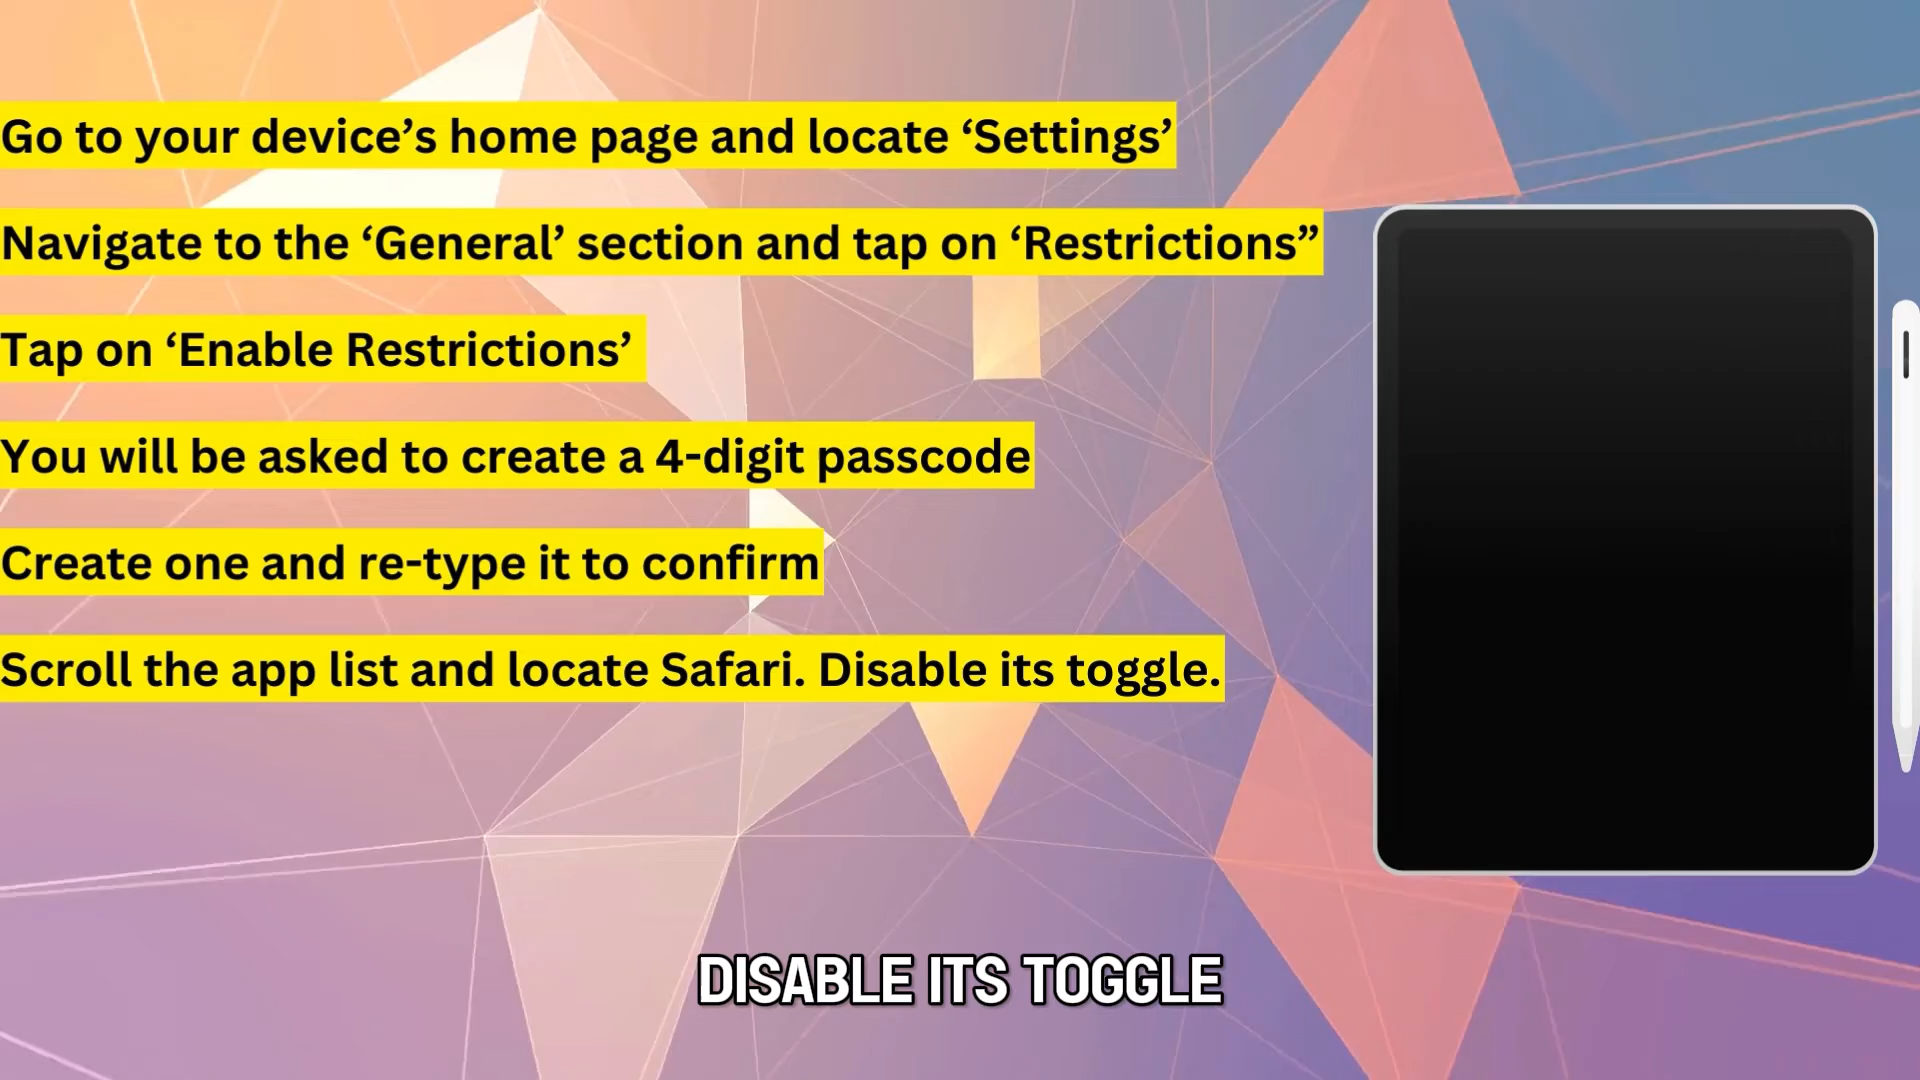 Go to your device’s home page and locate ‘Settings’
Navigate to the ‘General’ section and tap on ‘Restrictions”
Tap on ‘Enable Restrictions’
You will be asked to create a 4-digit passcode
Create one and re-type it to confirm
Scroll the app list and locate Safari. Disable its toggle.
DISABLE ITS TOGGLE